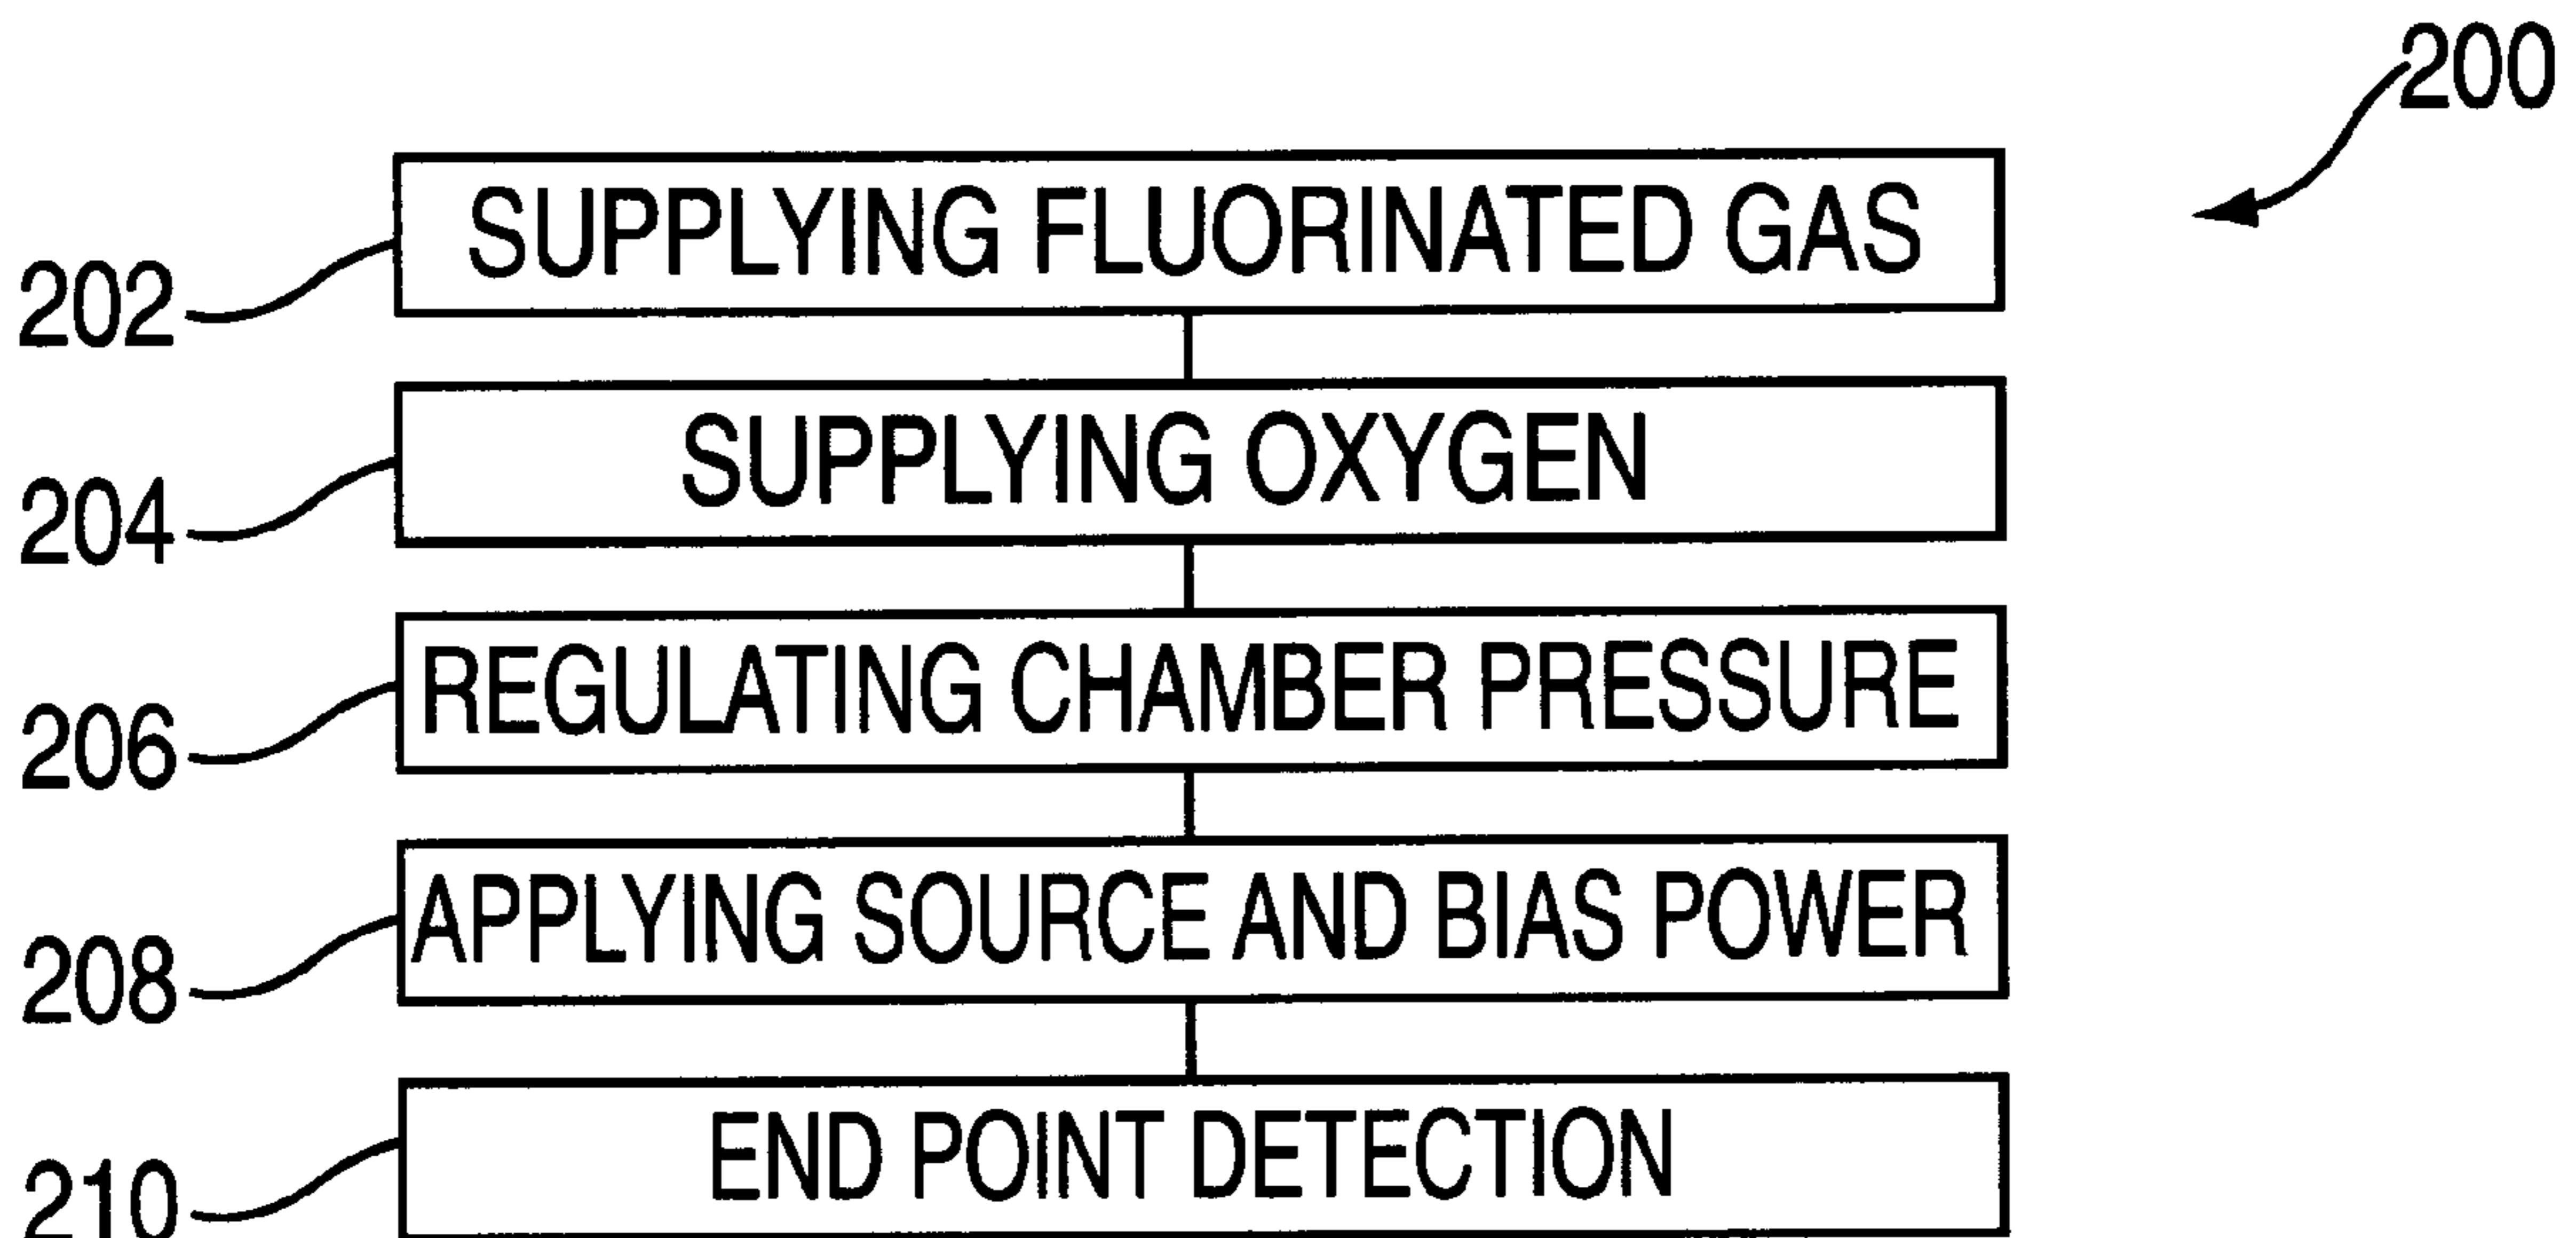 200
SUPPLYING FLUORINATED GAS
202
SUPPLYING OXYGEN
204
REGULATING CHAMBER PRESSURE
206
APPLYING SOURCE AND BIAS POWER
208
END POINT DETECTION
210